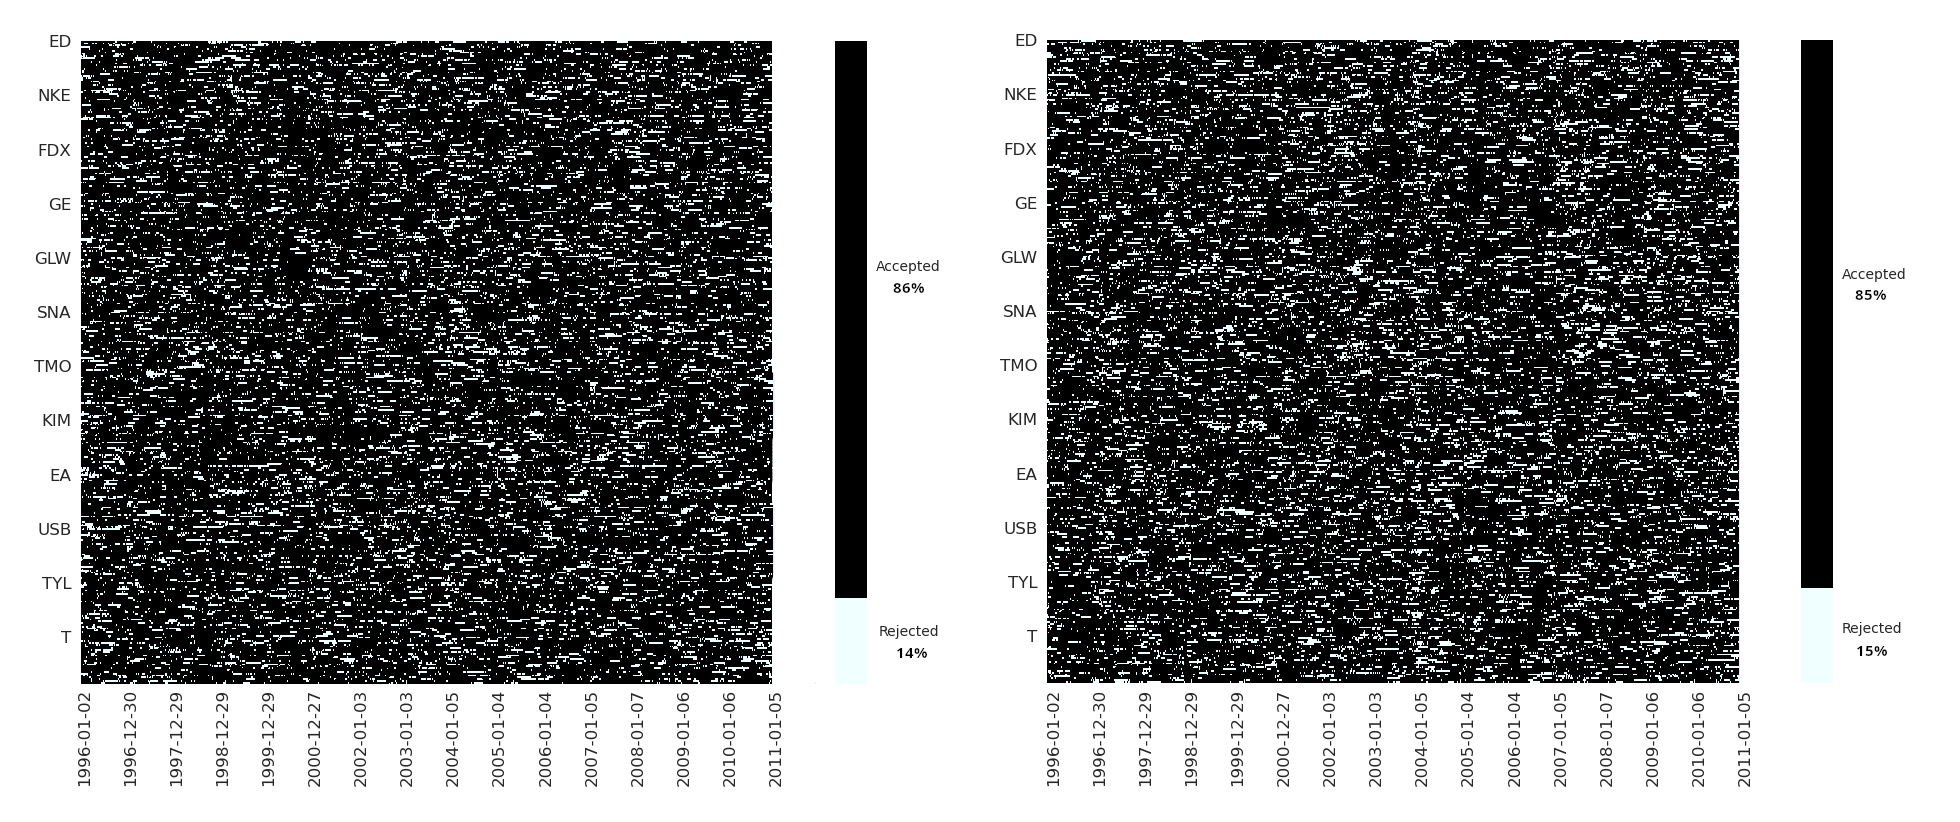 ED
NKE
FDX
GE
GLW
SNA
TMO
KIM
EA
USB
TYL
T
1996-01-02
1996-12-30
1997-12-29
1998-12-29
1999-12-29
2000-12-27
2002-01-03
2003-01-03
2004-01-05
2005-01-04
2006-01-04
2007-01-05
2008-01-07
2009-01-06
2010-01-06
2011-01-05
Accepted
86%
Rejected
14%
ED
NKE
FDX
GE
GLW
SNA
TMO
KIM
EA
USB
TYL
T
1996-01-02
1996-12-30
1997-12-29
1998-12-29
1999-12-29
2000-12-27
2002-01-03
2003-01-03
2004-01-05
2005-01-04
2006-01-04
2007-01-05
2008-01-07
2009-01-06
2010-01-06
2011-01-05
Accepted
85%
Rejected
15%